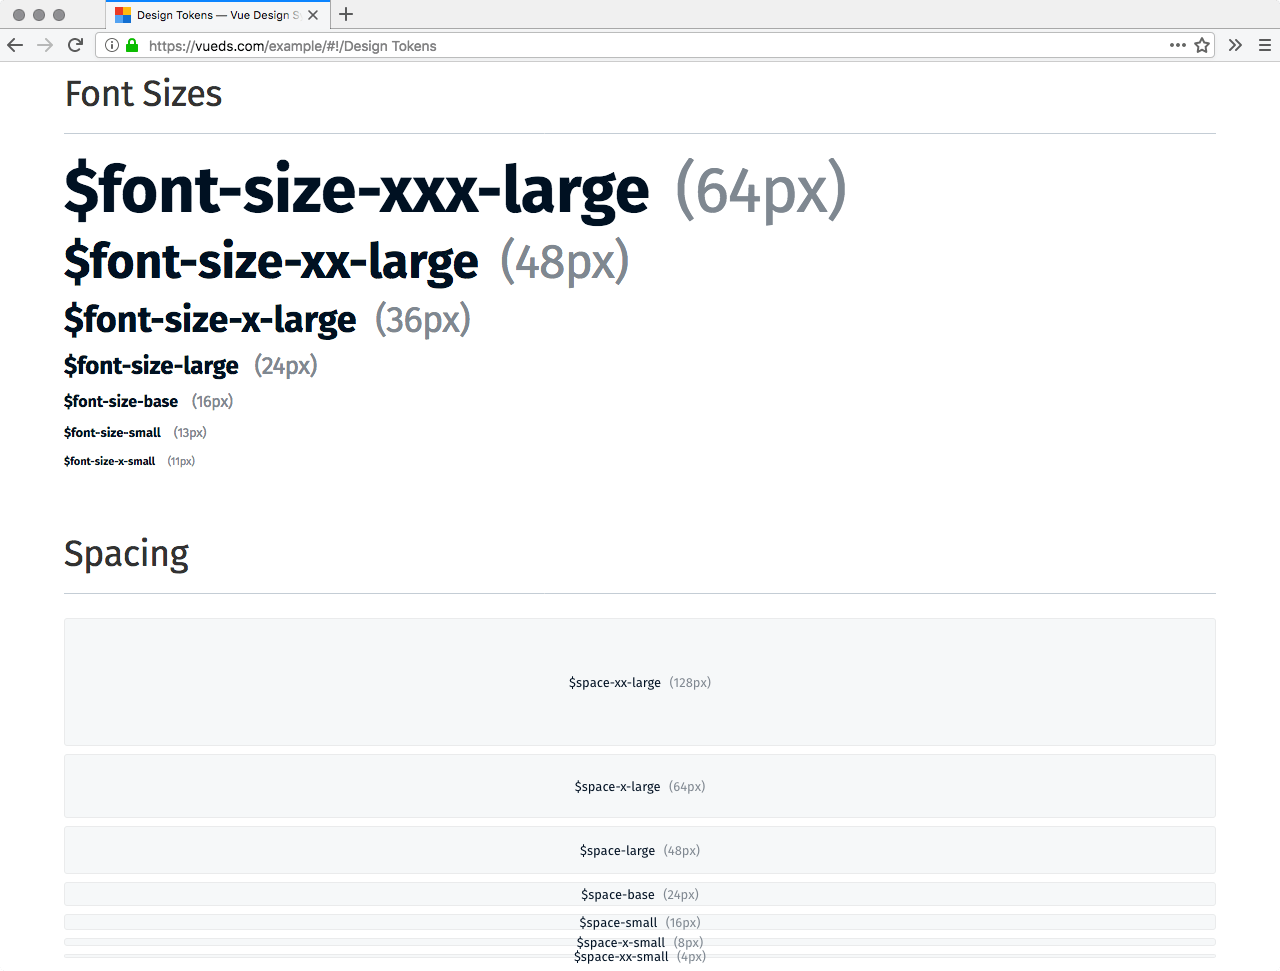 Design Tokens — Vue Design S
https://vueds.com/example/#!/Design Tokens
Font Sizes
$font-size-xxx-large (64px)
$font-size-xx-large (48px)
$font-size-x-large (36px)
$font-size-large (24px)
$font-size-base (16px)
$font-size-small (13px)
$font-size-x-small (11px)
Spacing
$space-xx-large (128px)
$space-x-large (64px)
$space-large (48px)
$space-base (24px)
$space-small (16px)
$space-x-small (8px)
$space-xx-small (4px)